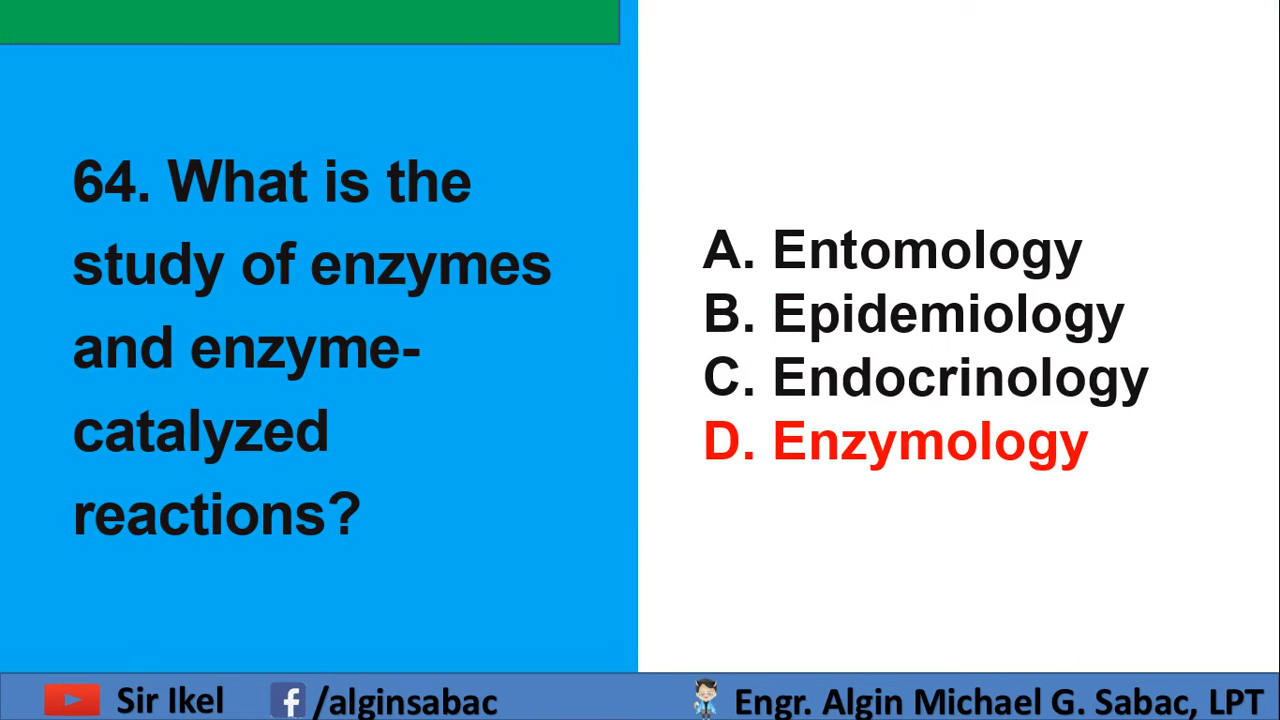 64. What is the
study of enzymes
and enzyme-
catalyzed
reactions?
A. Entomology
B. Epidemiology
C. Endocrinology
D. Enzymology
Sir Ikel
/alginsabac
Engr. Algin Michael G. Sabac, LPT